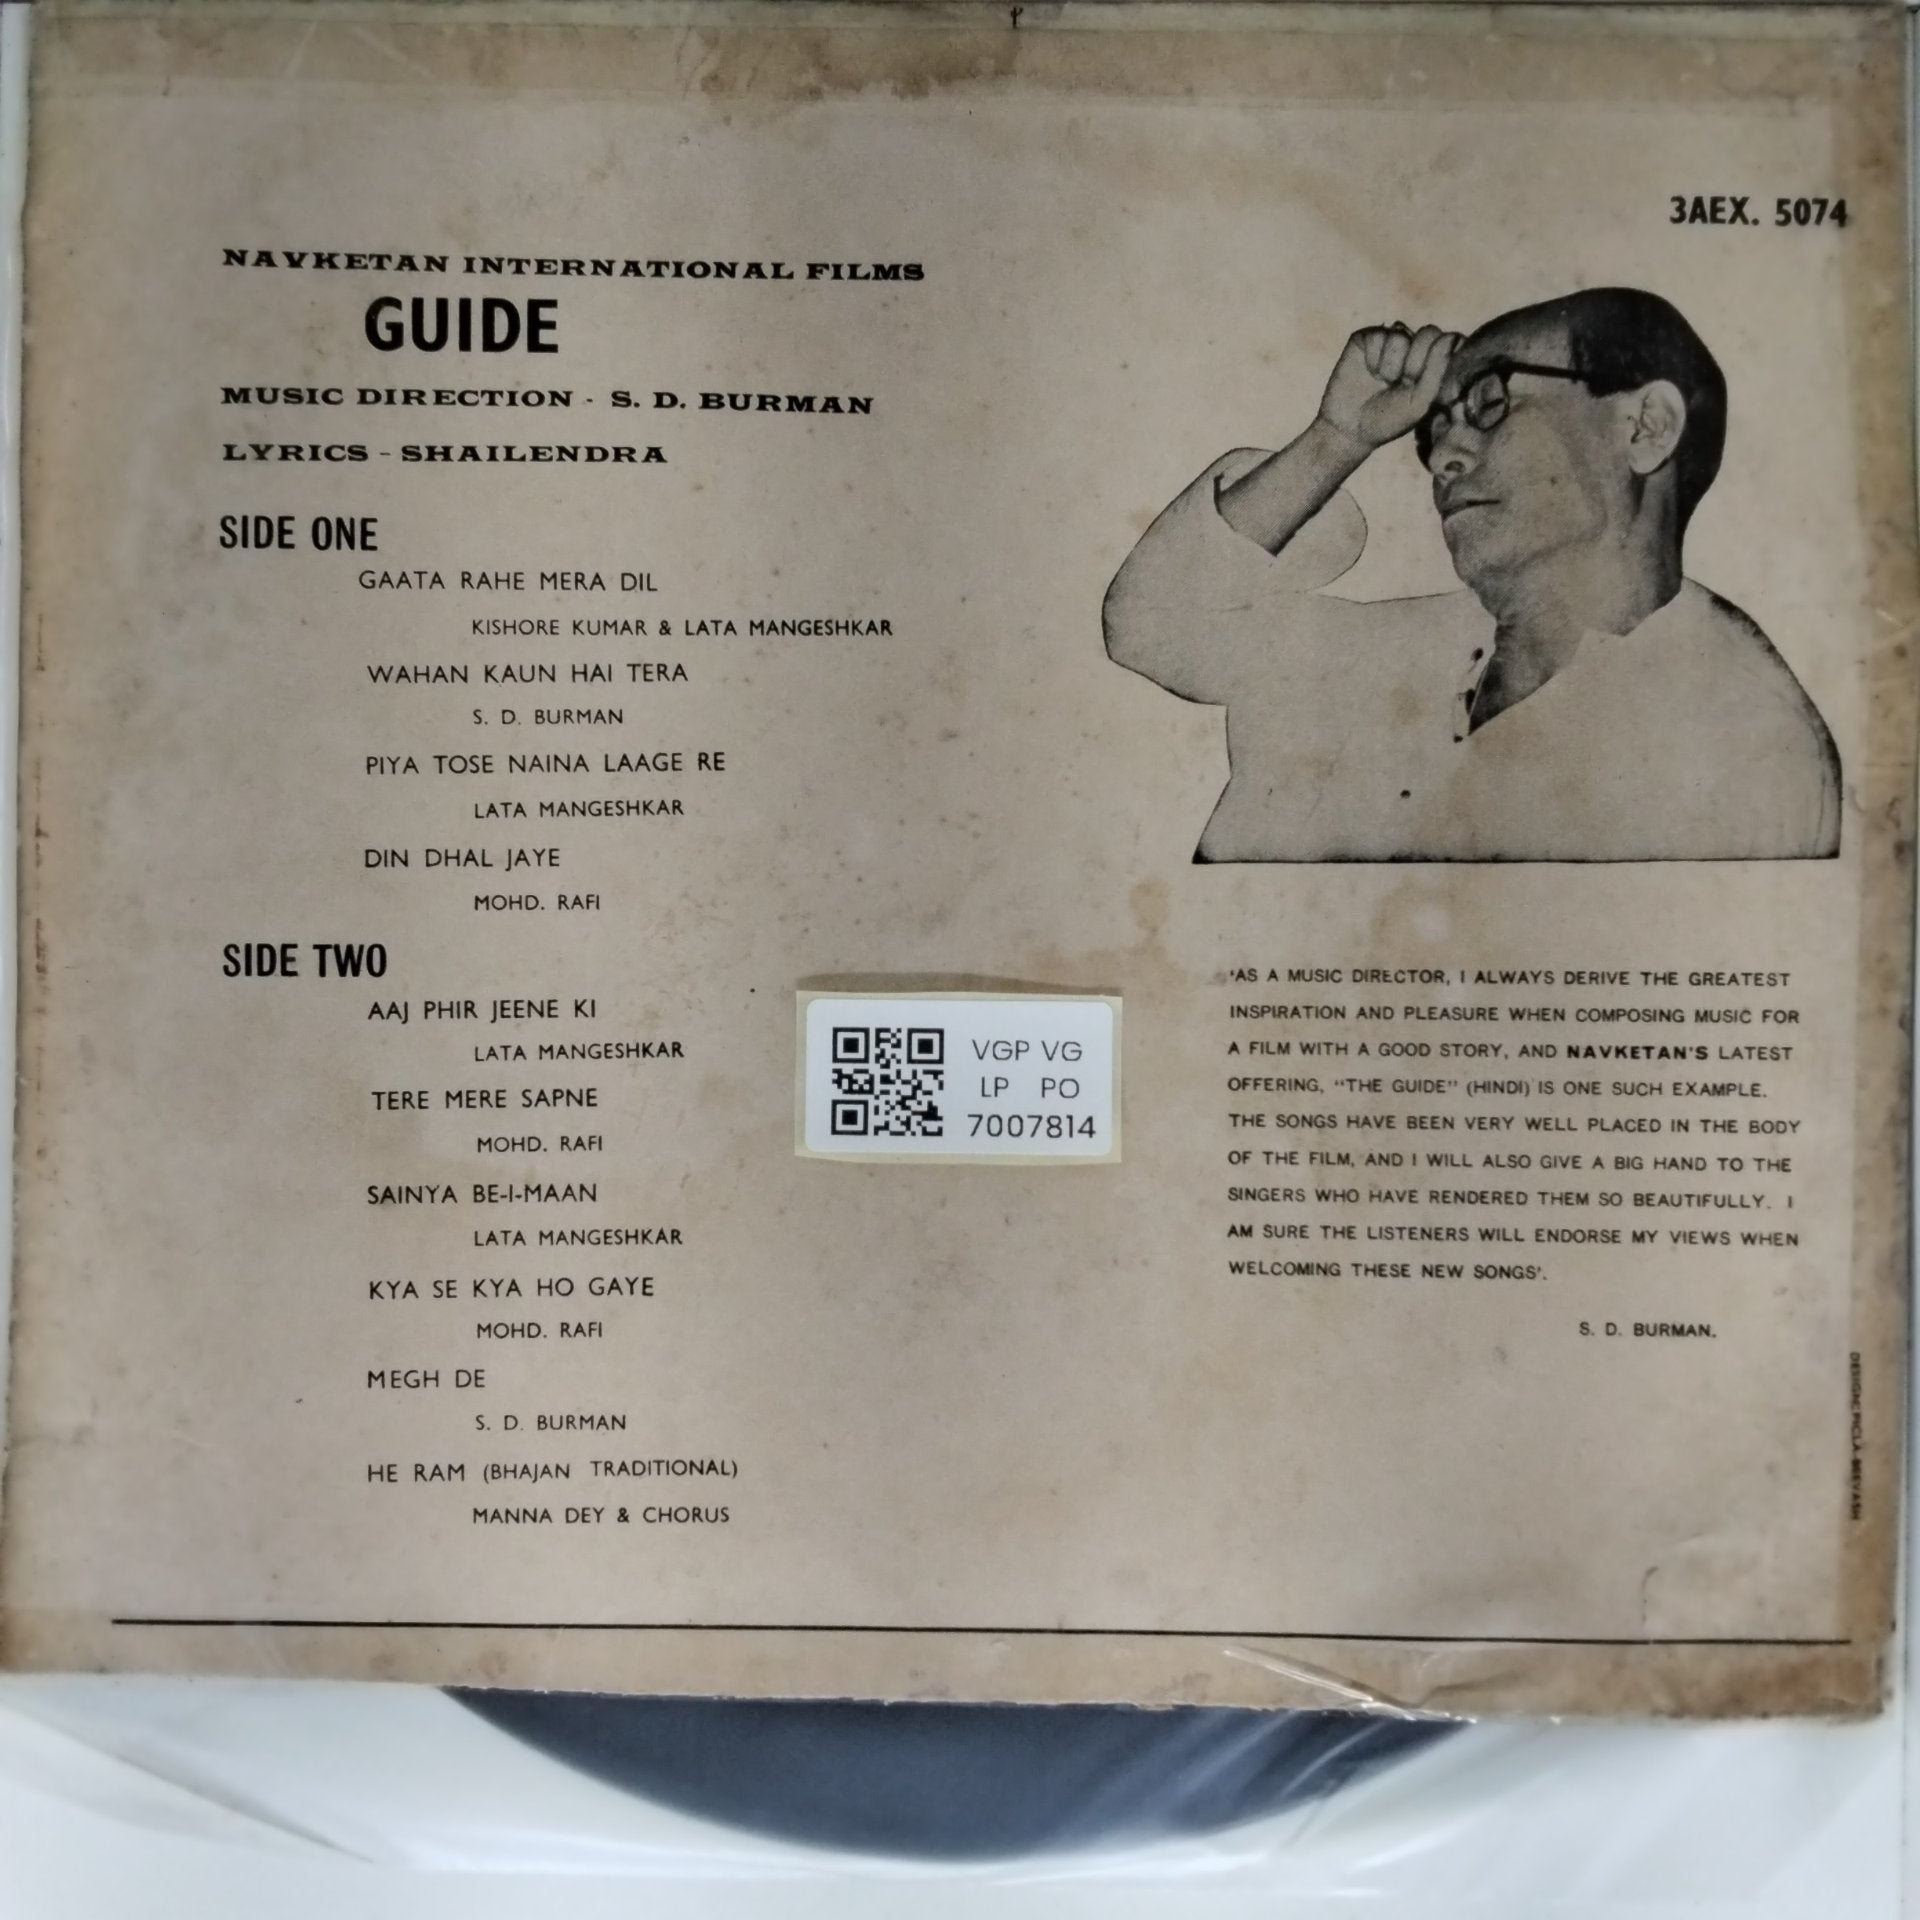 3AEX. 5074
NAVKETAN INTERNATIONAL FILMS
GUIDE
MUSIC DIRECTION - S. D. BURMAN
LYRICS - SHAILENDRA
SIDE ONE
GAATA RAHE MERA DIL
KISHORE KUMAR & LATA MANGESHKAR
WAHAN KAUN HAI TERA
S. D. BURMAN
PIYA TOSE NAINA LAAGE RE
LATA MANGESHKAR
DIN DHAL JAYE
MOHD. RAFI
SIDE TWO
AAJ PHIR JEENE KI
LATA MANGESHKAR
TERE MERE SAPNE
MOHD. RAFI
SAINYA BE-I-MAAN
LATA MANGESHKAR
KYA SE KYA HO GAYE
MOHD. RAFI
MEGH DE
S. D. BURMAN
HE RAM (BHAJAN TRADITIONAL)
MANNA DEY & CHORUS
VGP VG
LP PO
7007814
'AS A MUSIC DIRECTOR, I ALWAYS DERIVE THE GREATEST
INSPIRATION AND PLEASURE WHEN COMPOSING MUSIC FOR
A FILM WITH A GOOD STORY, AND NAVKETAN'S LATEST
OFFERING, "THE GUIDE" (HINDI) IS ONE SUCH EXAMPLE.
THE SONGS HAVE BEEN VERY WELL PLACED IN THE BODY
OF THE FILM, AND I WILL ALSO GIVE A BIG HAND TO THE
SINGERS WHO HAVE RENDERED THEM SO BEAUTIFULLY. I
AM SURE THE LISTENERS WILL ENDORSE MY VIEWS WHEN
WELCOMING THESE NEW SONGS'.
S. D. BURMAN.